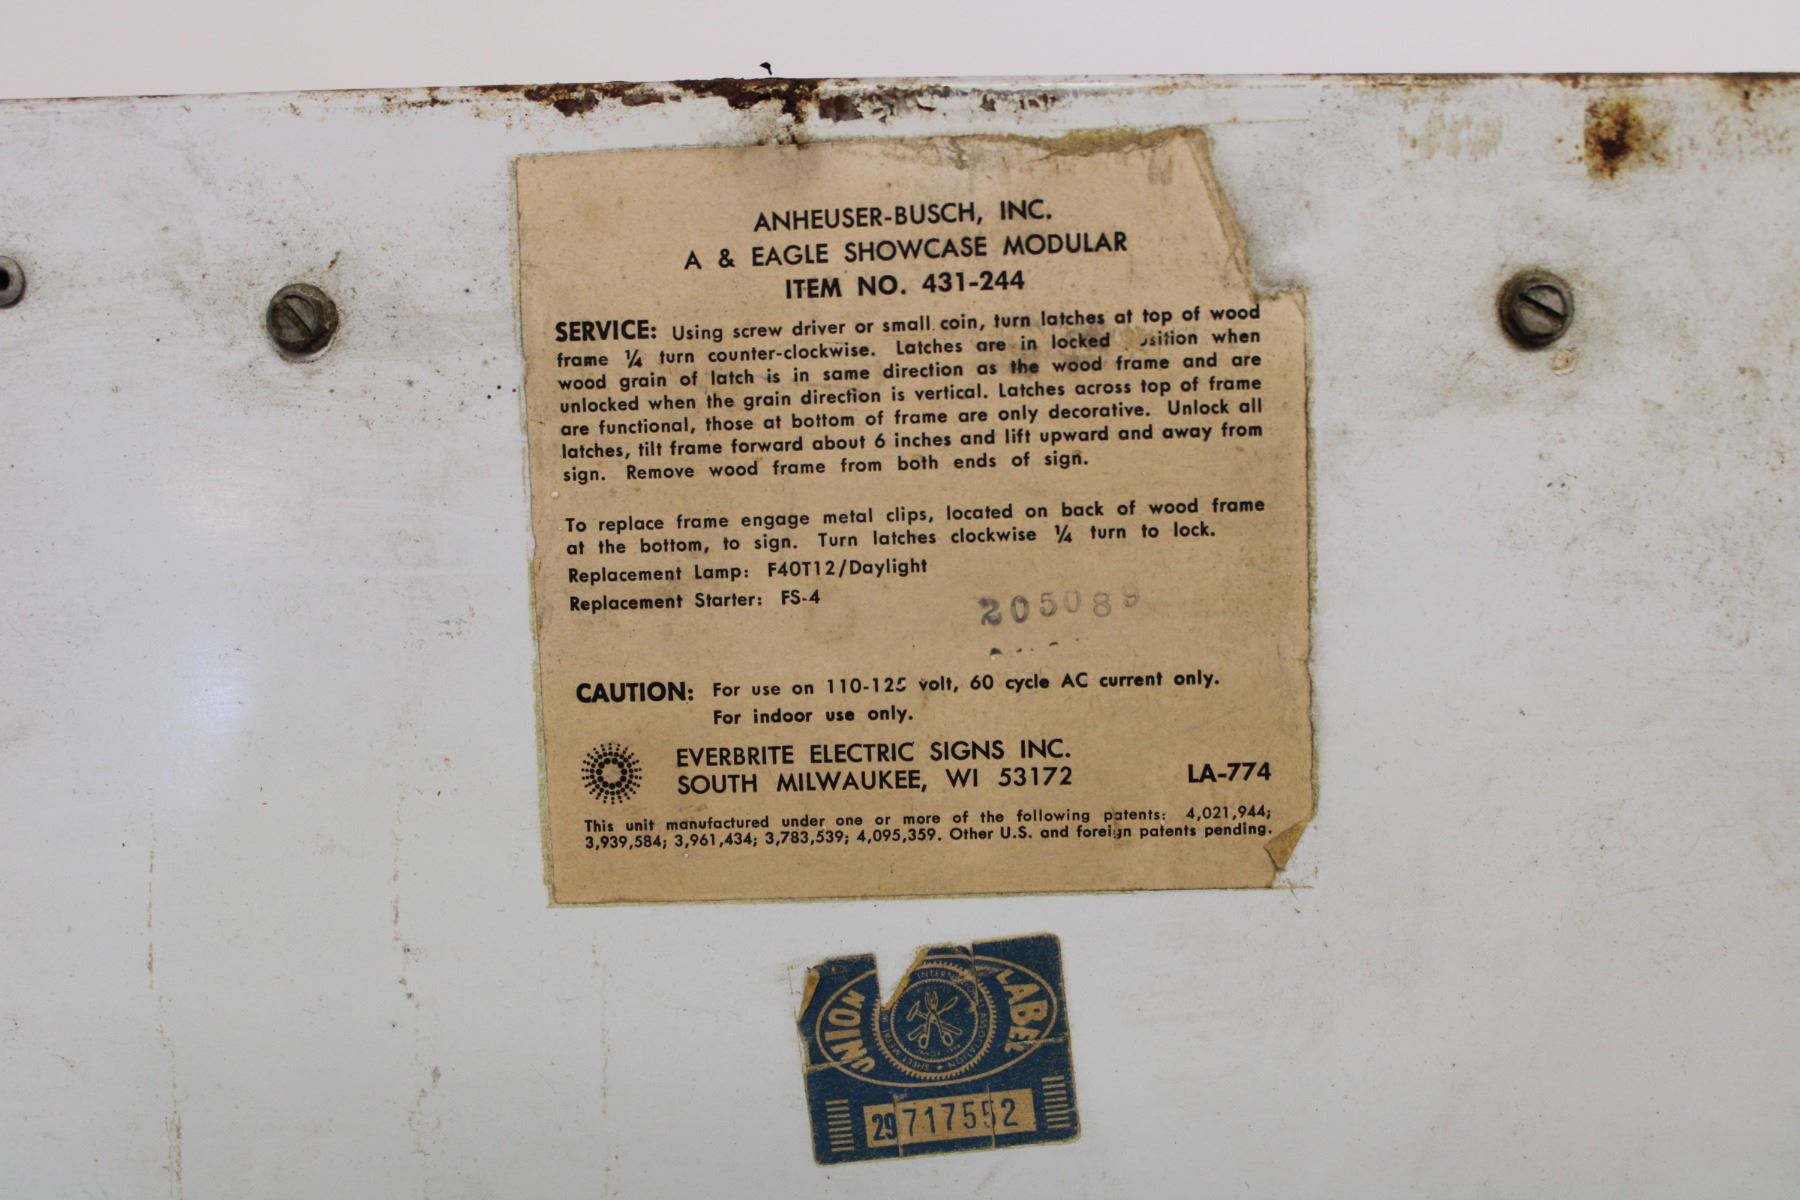 ANHEUSER-BUSCH, INC.
A & EAGLE SHOWCASE MODULAR
ITEM NO. 431-244
SERVICE: Using screw driver or small coin, turn latches at top of wood
frame ¼ turn counter-clockwise. Latches are in locked sition when
wood grain of latch is in same direction as the wood frame and are
unlocked when the grain direction is vertical. Latches across top of frame
are functional, those at bottom of frame are only decorative. Unlock all
latches, tilt frame forward about 6 inches and lift upward and away from
sign. Remove wood frame from both ends of sign.
To replace frame engage metal clips, located on back of wood frame
at the bottom, to sign. Turn latches clockwise ¼ turn to lock.
Replacement Lamp: F40T12/Daylight
Replacement Starter: FS-4
205089
CAUTION: For use on 110-125 volt, 60 cycle AC current only.
For indoor use only.
EVERBRITE ELECTRIC SIGNS INC.
SOUTH MILWAUKEE, WI 53172
LA-774
This unit manufactured under one or more of the following patents: 4,021,944;
3,939,584; 3,961,434; 3,783,539; 4,095,359. Other U.S. and foreign patents pending.
UNION LABEL
SHEET METAL INTERNATIONAL ASSOCIATION
29717552